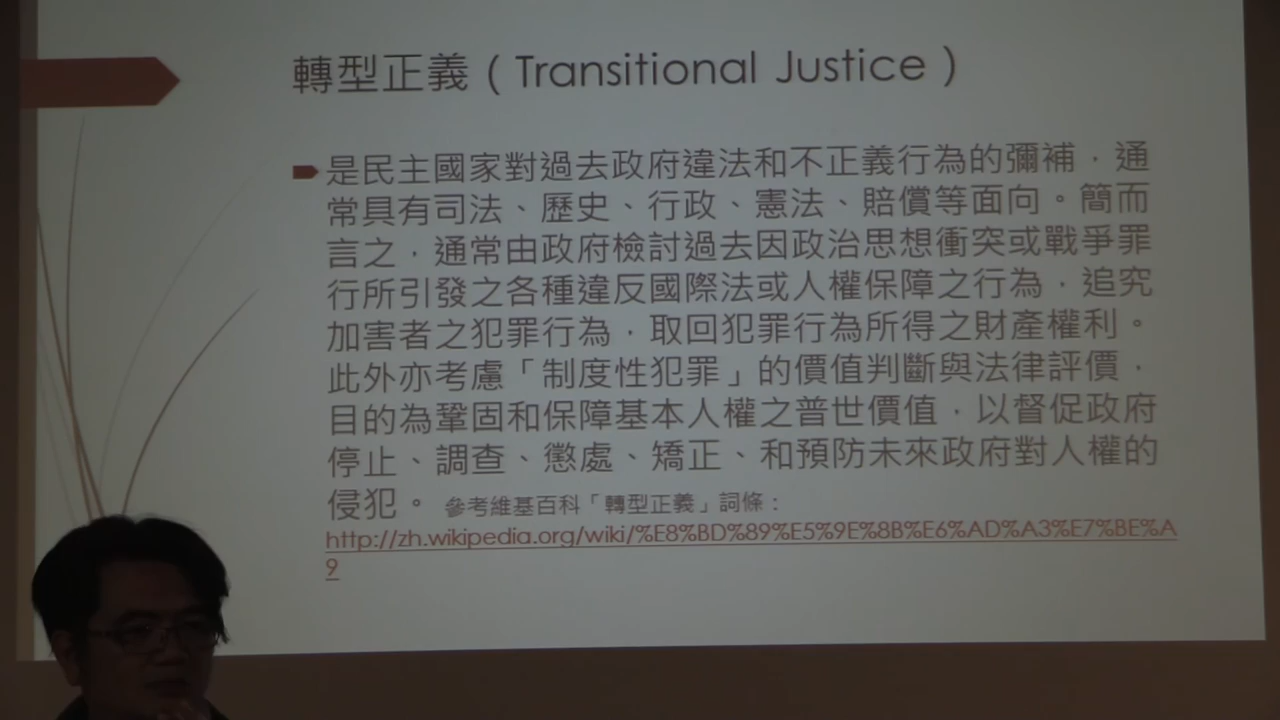 轉型正義（Transitional Justice）
是民主國家對過去政府違法和不正義行為的彌補，通
常具有司法、歷史、行政、憲法、賠償等面向。簡而
言之，通常由政府檢討過去因政治思想衝突或戰爭罪
行所引發之各種違反國際法或人權保障之行為，追究
加害者之犯罪行為，取回犯罪行為所得之財產權利。
此外亦考慮「制度性犯罪」的價值判斷與法律評價，
目的為鞏固和保障基本人權之普世價值，以督促政府
停止、調查、懲處、矯正、和預防未來政府對人權的
侵犯。 參考維基百科「轉型正義」詞條：
http://zh.wikipedia.org/wiki/%E8%BD%89%E5%9E%8B%E6%AD%A3%E7%BE%A
9